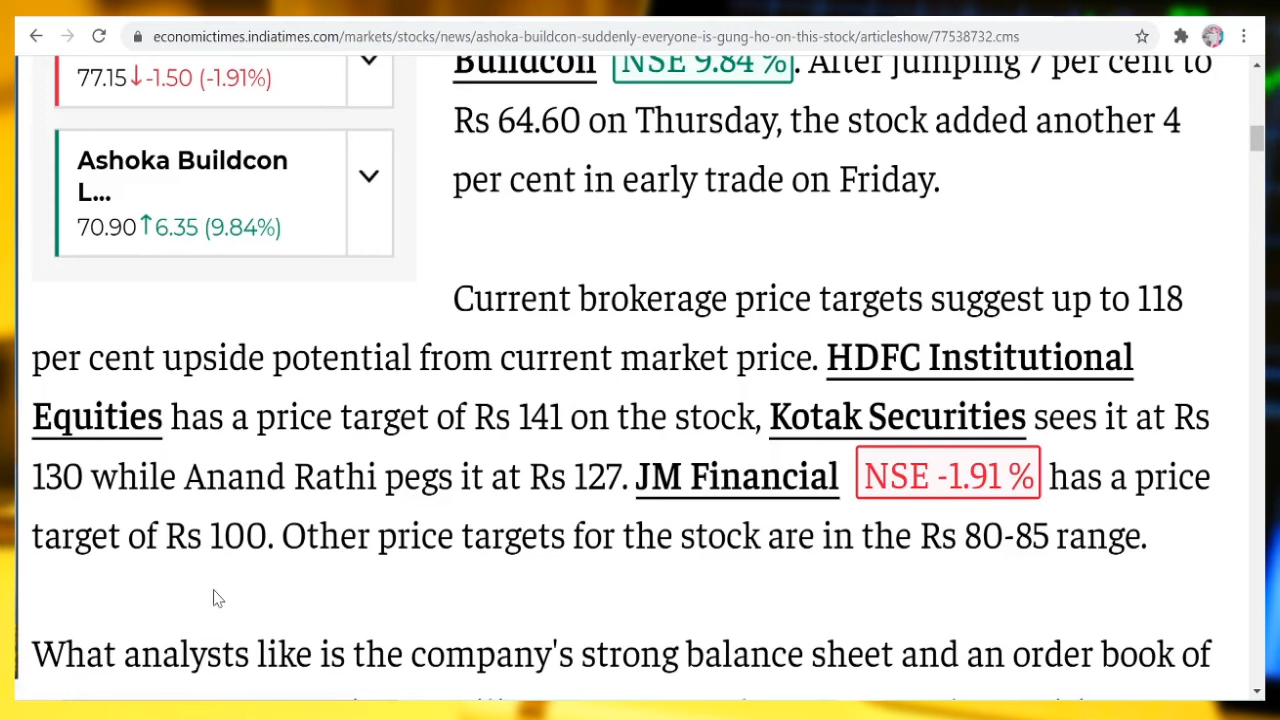 economictimes.indiatimes.com/markets/stocks/news/ashoka-buildcon-suddenly-everyone-is-gung-ho-on-this-stock/articleshow/77538732.cms
77.15↓-1.50 (-1.91%)
Ashoka Buildcon
L...
70.90↑6.35 (9.84%)
Buildcon NSE 9.84 %. After jumping 7 per cent to
Rs 64.60 on Thursday, the stock added another 4
per cent in early trade on Friday.
Current brokerage price targets suggest up to 118
per cent upside potential from current market price. HDFC Institutional
Equities has a price target of Rs 141 on the stock, Kotak Securities sees it at Rs
130 while Anand Rathi pegs it at Rs 127. JM Financial NSE -1.91 % has a price
target of Rs 100. Other price targets for the stock are in the Rs 80-85 range.
What analysts like is the company's strong balance sheet and an order book of